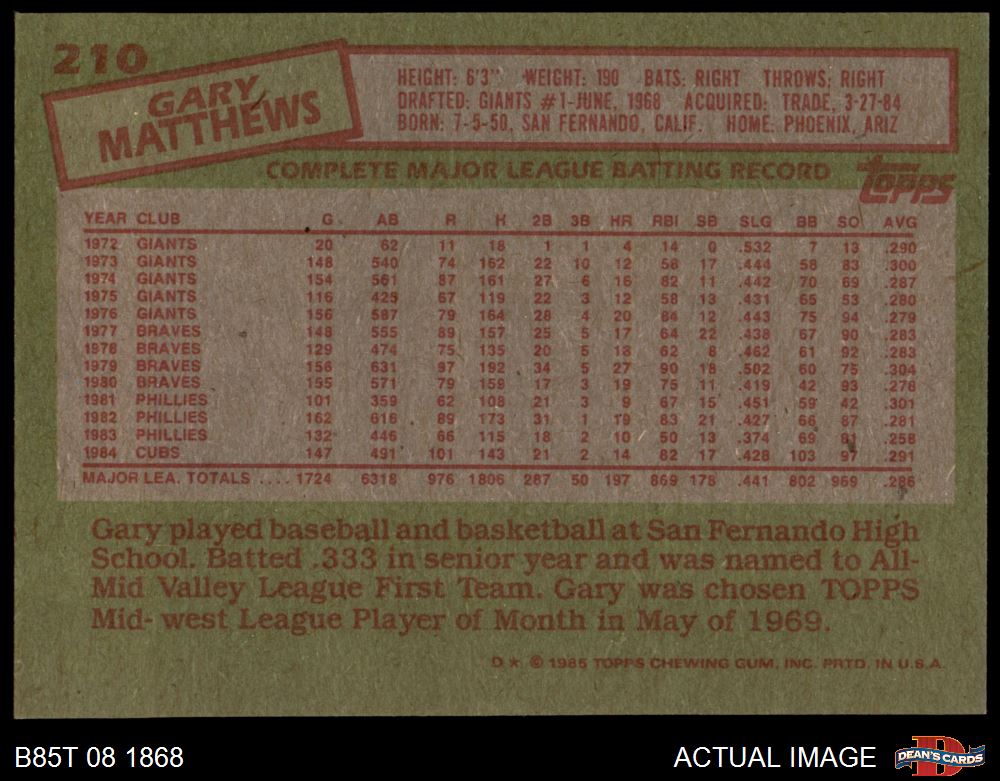 210
GARY
MATTHEWS
HEIGHT: 6'3" WEIGHT: 190 BATS: RIGHT THROWS: RIGHT
DRAFTED: GIANTS #1-JUNE, 1968 ACQUIRED: TRADE, 3-27-84
BORN: 7-5-50, SAN FERNANDO, CALIF. HOME: PHOENIX, ARIZ
COMPLETE MAJOR LEAGUE BATTING RECORD
topps
YEAR CLUB G AB R H 2B 3B HR RBI SB SLG BB SO AVG
1972 GIANTS 20 62 11 18 1 1 4 14 0 .532 7 13 .290
1973 GIANTS 148 540 74 162 22 10 12 58 17 .444 58 83 .300
1974 GIANTS 154 561 87 161 27 6 16 82 11 .442 70 69 .287
1975 GIANTS 116 425 67 119 22 3 12 58 13 .431 65 53 .280
1976 GIANTS 156 587 79 164 28 4 20 84 12 .443 75 94 .279
1977 BRAVES 148 555 89 157 25 5 17 64 22 .438 67 90 .283
1978 BRAVES 129 474 75 135 20 5 18 62 8 .462 61 92 .283
1979 BRAVES 156 631 97 192 34 5 27 90 18 .502 60 75 .304
1980 BRAVES 155 571 79 159 17 3 19 75 11 .419 42 93 .278
1981 PHILLIES 101 359 62 108 21 3 9 67 15 .451 59 42 .301
1982 PHILLIES 162 616 89 173 31 1 19 83 21 .427 66 87 .281
1983 PHILLIES 132 446 66 115 18 2 10 50 13 .374 69 81 .258
1984 CUBS 147 491 101 143 21 2 14 82 17 .428 103 97 .291
MAJOR LEA. TOTALS .... 1724 6318 976 1806 287 50 197 869 178 .441 802 969 .286
Gary played baseball and basketball at San Fernando High
School. Batted .333 in senior year and was named to All-
Mid Valley League First Team. Gary was chosen TOPPS
Mid- west League Player of Month in May of 1969.
D* © 1985 TOPPS CHEWING GUM, INC. PRTD. IN U.S.A.
B85T 08 1868
ACTUAL IMAGE
D
DEAN'S CARDS